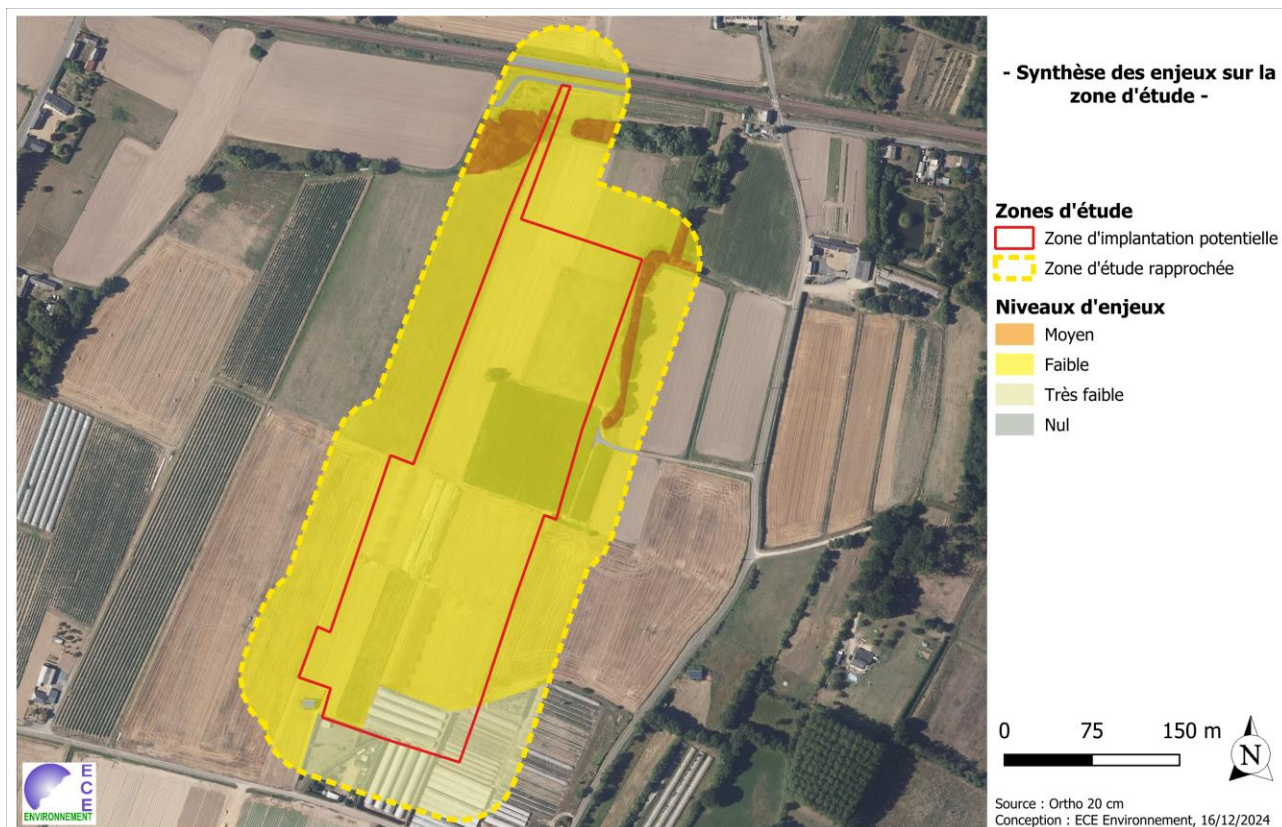 - Synthèse des enjeux sur la
zone d'étude -
Zones d'étude
Zone d'implantation potentielle
Zone d'étude rapprochée
Niveaux d'enjeux
Moyen
Faible
Très faible
Nul
0 75 150 m
N
Source : Ortho 20 cm
Conception : ECE Environnement, 16/12/2024
E
C
E
ENVIRONNEMENT